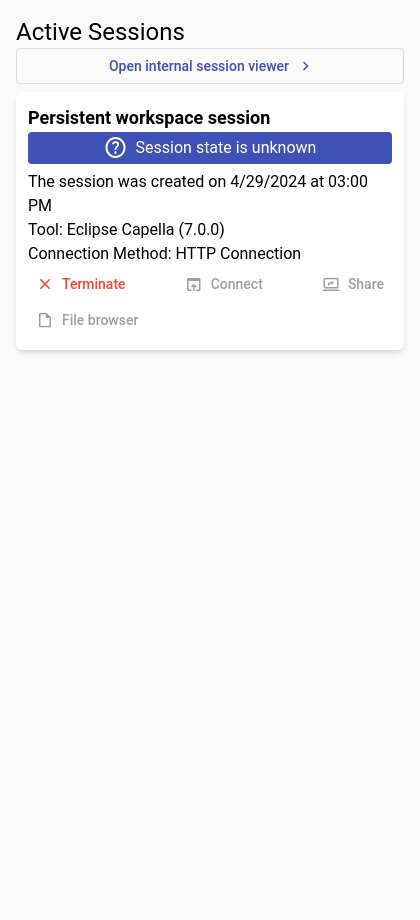 Active Sessions
Open internal session viewer
Persistent workspace session
Session state is unknown
The session was created on 4/29/2024 at 03:00
PM
Tool: Eclipse Capella (7.0.0)
Connection Method: HTTP Connection
Terminate Connect Share
File browser